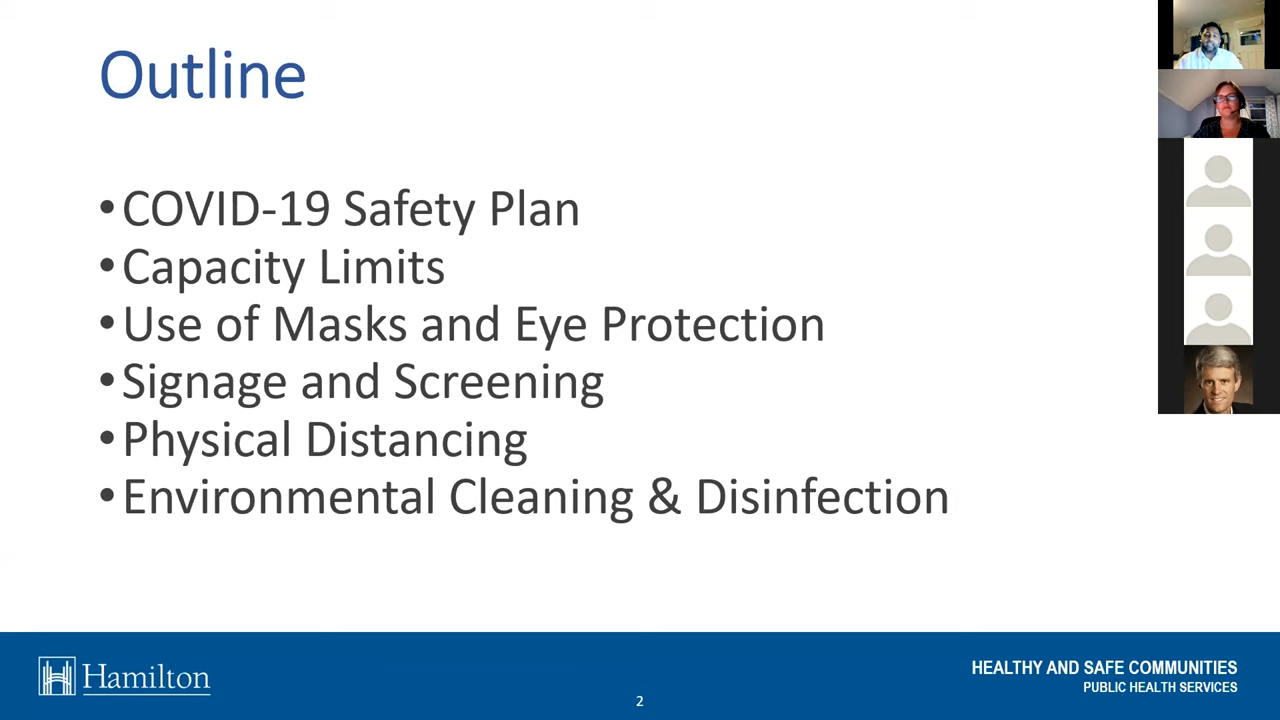 Outline
•COVID-19 Safety Plan
•Capacity Limits
•Use of Masks and Eye Protection
•Signage and Screening
•Physical Distancing
•Environmental Cleaning & Disinfection
Hamilton
2
HEALTHY AND SAFE COMMUNITIES
PUBLIC HEALTH SERVICES